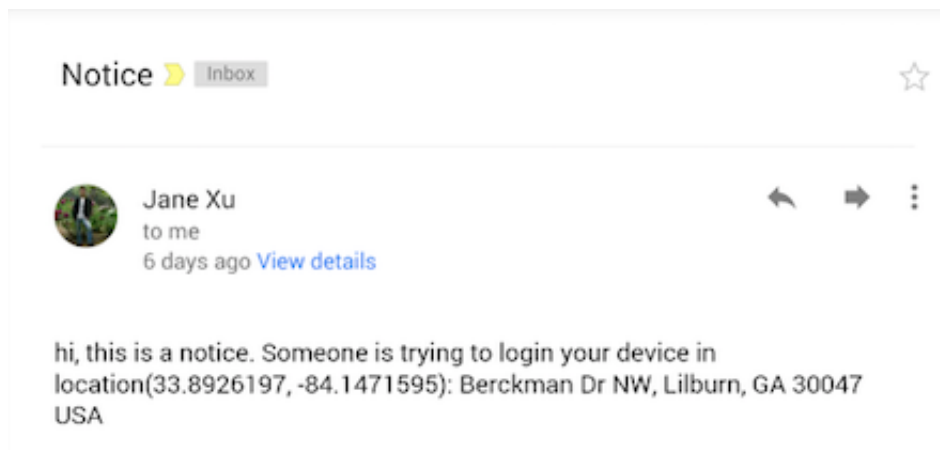 Notice Inbox
Jane Xu
to me
6 days ago View details
hi, this is a notice. Someone is trying to login your device in
location(33.8926197, -84.1471595): Berckman Dr NW, Lilburn, GA 30047
USA